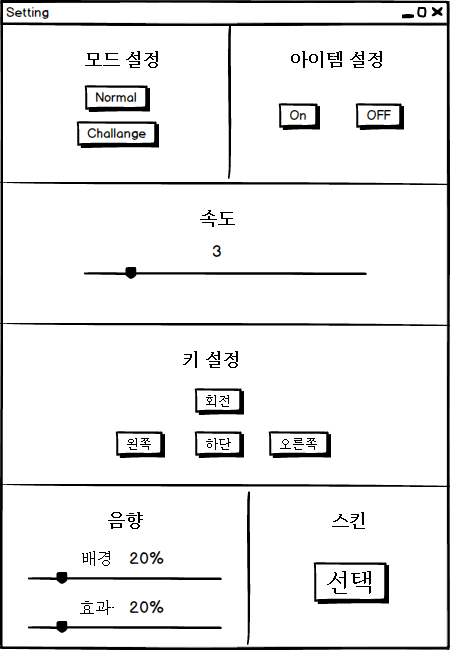 Setting
모드 설정
Normal
Challange
아이템 설정
On OFF
속도
3
키 설정
회전
왼쪽 하단 오른쪽
음향
배경 20%
효과 20%
스킨
선택